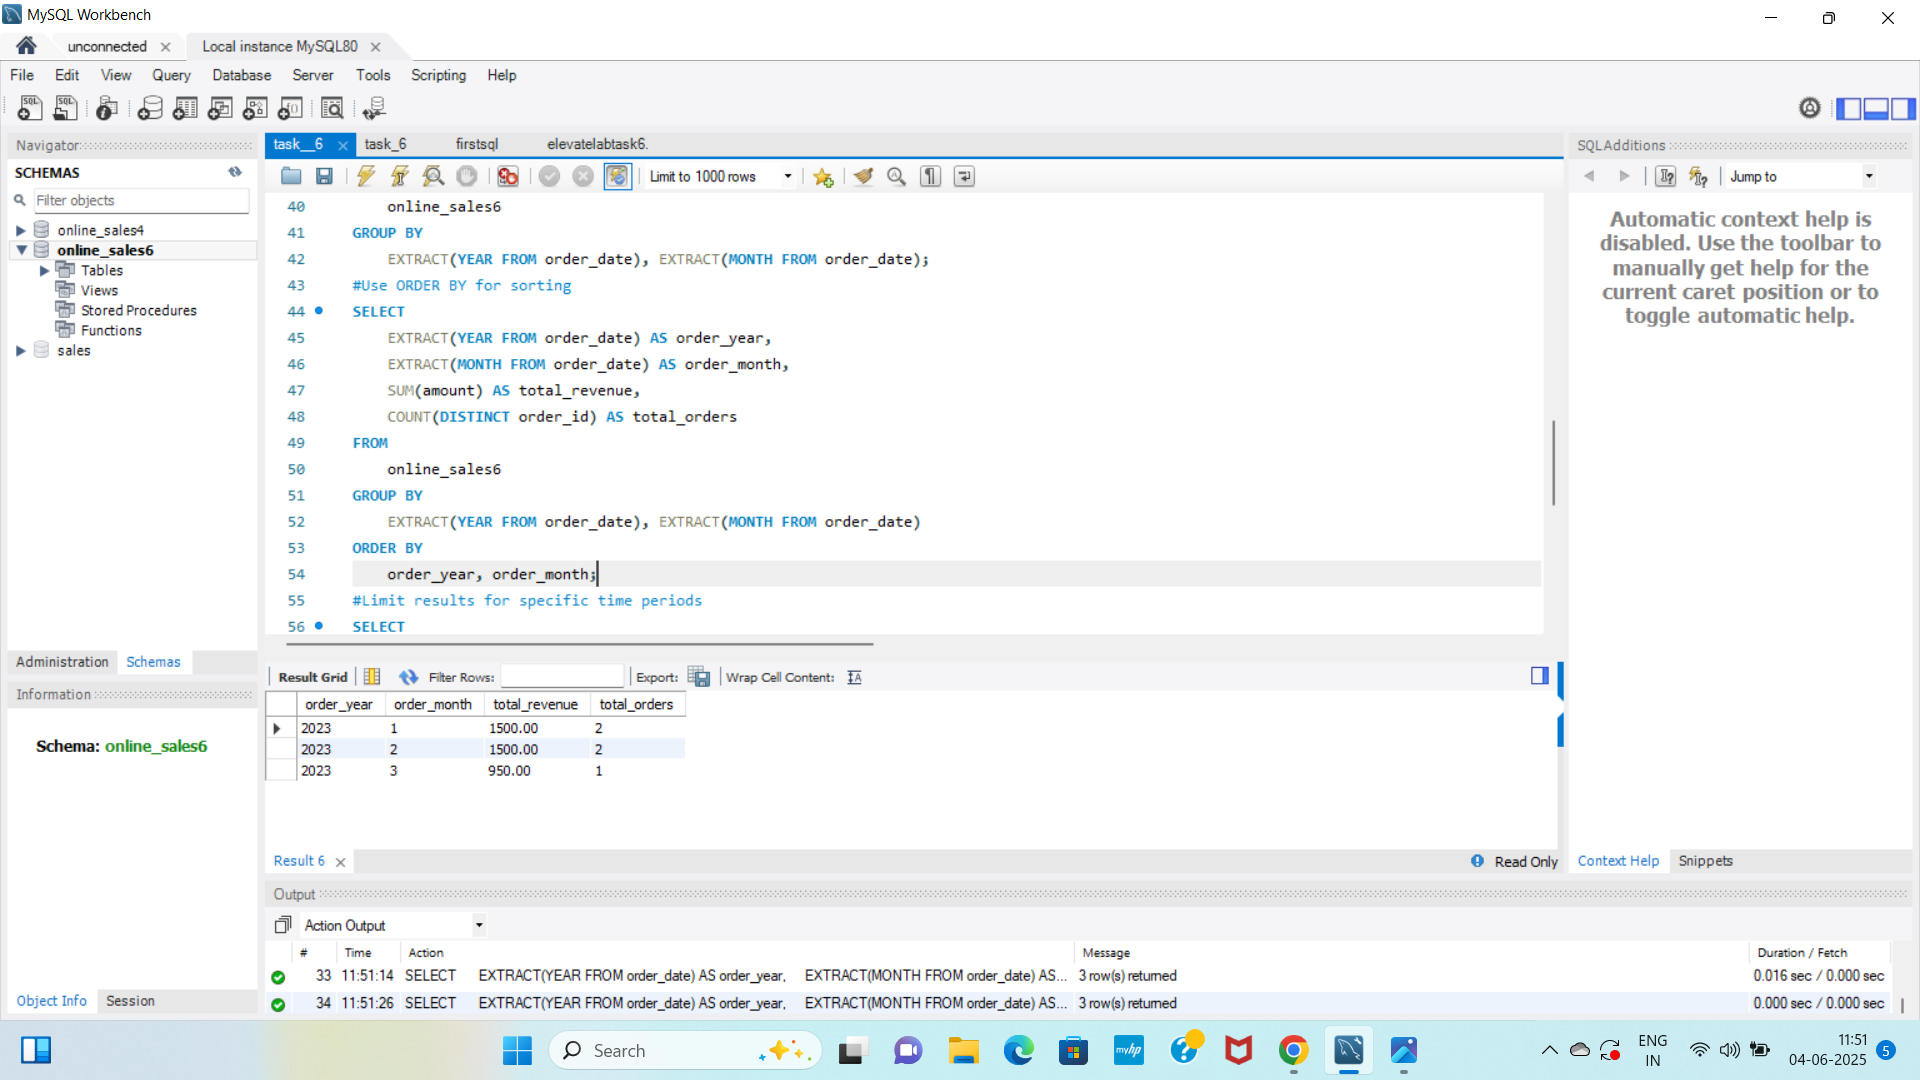 MySQL Workbench
unconnected
Local instance MySQL80
File Edit View Query Database Server Tools Scripting Help
Navigator
SCHEMAS
Filter objects
online_sales4
online_sales6
Tables
Views
Stored Procedures
Functions
sales
Administration Schemas
Information
Schema: online_sales6
Object Info Session
task__6 task_6 firstsql elevatelabtask6.
Limit to 1000 rows
40 online_sales6
41 GROUP BY
42 EXTRACT(YEAR FROM order_date), EXTRACT(MONTH FROM order_date);
43 #Use ORDER BY for sorting
44 SELECT
45 EXTRACT(YEAR FROM order_date) AS order_year,
46 EXTRACT(MONTH FROM order_date) AS order_month,
47 SUM(amount) AS total_revenue,
48 COUNT(DISTINCT order_id) AS total_orders
49 FROM
50 online_sales6
51 GROUP BY
52 EXTRACT(YEAR FROM order_date), EXTRACT(MONTH FROM order_date)
53 ORDER BY
54 order_year, order_month;
55 #Limit results for specific time periods
56 SELECT
Result Grid Filter Rows: Export: Wrap Cell Content:
order_year order_month total_revenue total_orders
2023 1 1500.00 2
2023 2 1500.00 2
2023 3 950.00 1
Result 6
Read Only
SQLAdditions
Jump to
Automatic context help is
disabled. Use the toolbar to
manually get help for the
current caret position or to
toggle automatic help.
Context Help Snippets
Output
Action Output
# Time Action Message Duration / Fetch
33 11:51:14 SELECT EXTRACT(YEAR FROM order_date) AS order_year, EXTRACT(MONTH FROM order_date) AS... 3 row(s) returned 0.016 sec / 0.000 sec
34 11:51:26 SELECT EXTRACT(YEAR FROM order_date) AS order_year, EXTRACT(MONTH FROM order_date) AS... 3 row(s) returned 0.000 sec / 0.000 sec
Search
myhp
ENG
IN
11:51
04-06-2025
5